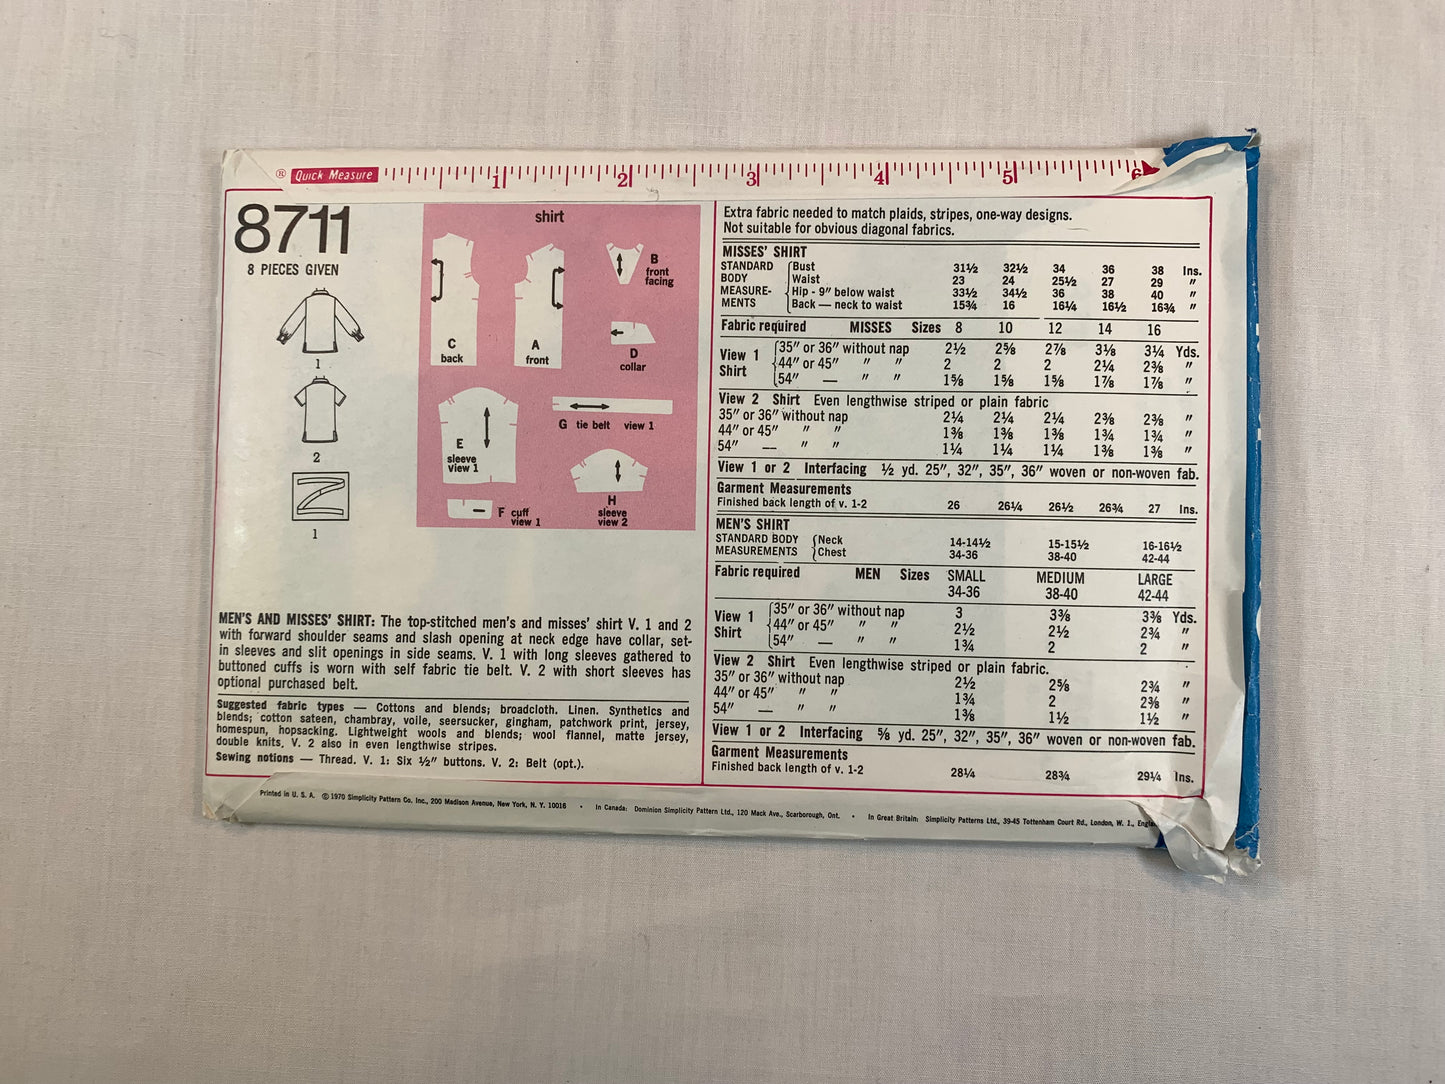 ® Quick Measure 1 2 3 4 5 6
8711
8 PIECES GIVEN
1
2
1
shirt
C
back
A
front
B
front
facing
D
collar
E
sleeve
view 1
G tie belt view 1
F cuff
view 1
H
sleeve
view 2
MEN'S AND MISSES' SHIRT: The top-stitched men's and misses' shirt V. 1 and 2
with forward shoulder seams and slash opening at neck edge have collar, set-
in sleeves and slit openings in side seams. V. 1 with long sleeves gathered to
buttoned cuffs is worn with self fabric tie belt. V. 2 with short sleeves has
optional purchased belt.
Suggested fabric types — Cottons and blends; broadcloth. Linen. Synthetics and
blends; cotton sateen, chambray, voile, seersucker, gingham, patchwork print, jersey,
homespun, hopsacking. Lightweight wools and blends; wool flannel, matte jersey,
double knits. V. 2 also in even lengthwise stripes.
Sewing notions — Thread. V. 1: Six ½" buttons. V. 2: Belt (opt.).
Extra fabric needed to match plaids, stripes, one-way designs.
Not suitable for obvious diagonal fabrics.
MISSES' SHIRT
STANDARD Bust 31½ 32½ 34 36 38 Ins.
BODY Waist 23 24 25½ 27 29 "
MEASURE- Hip - 9" below waist 33½ 34½ 36 38 40 "
MENTS Back — neck to waist 15¾ 16 16¼ 16½ 16¾ "
Fabric required MISSES Sizes 8 10 12 14 16
View 1 35" or 36" without nap 2½ 2⅝ 2⅞ 3⅛ 3¼ Yds.
Shirt 44" or 45" " " 2 2 2 2¼ 2⅜ "
54" — " " 1⅝ 1⅝ 1⅝ 1⅞ 1⅞ "
View 2 Shirt Even lengthwise striped or plain fabric
35" or 36" without nap 2¼ 2¼ 2¼ 2⅜ 2⅜ "
44" or 45" " " 1⅜ 1⅜ 1⅜ 1¾ 1¾ "
54" — " " 1¼ 1¼ 1¼ 1⅜ 1⅜ "
View 1 or 2 Interfacing ½ yd. 25", 32", 35", 36" woven or non-woven fab.
Garment Measurements
Finished back length of v. 1-2 26 26¼ 26½ 26¾ 27 Ins.
MEN'S SHIRT
STANDARD BODY Neck 14-14½ 15-15½ 16-16½
MEASUREMENTS Chest 34-36 38-40 42-44
Fabric required MEN Sizes SMALL MEDIUM LARGE
34-36 38-40 42-44
View 1 35" or 36" without nap 3 3⅜ 3⅜ Yds.
Shirt 44" or 45" " " 2½ 2½ 2¾ "
54" — " " 1¾ 2 2 "
View 2 Shirt Even lengthwise striped or plain fabric.
35" or 36" without nap 2½ 2⅝ 2¾ "
44" or 45" " " 1¾ 2 2⅜ "
54" — " " 1⅜ 1½ 1½ "
View 1 or 2 Interfacing ⅝ yd. 25", 32", 35", 36" woven or non-woven fab.
Garment Measurements
Finished back length of v. 1-2 28¼ 28¾ 29¼ Ins.
Printed in U. S. A. © 1970 Simplicity Pattern Co. Inc., 200 Madison Avenue, New York, N. Y. 10016 • In Canada: Dominion Simplicity Pattern Ltd., 120 Mack Ave., Scarborough, Ont. • In Great Britain: Simplicity Patterns Ltd., 39-45 Tottenham Court Rd., London, W. 1., Engla